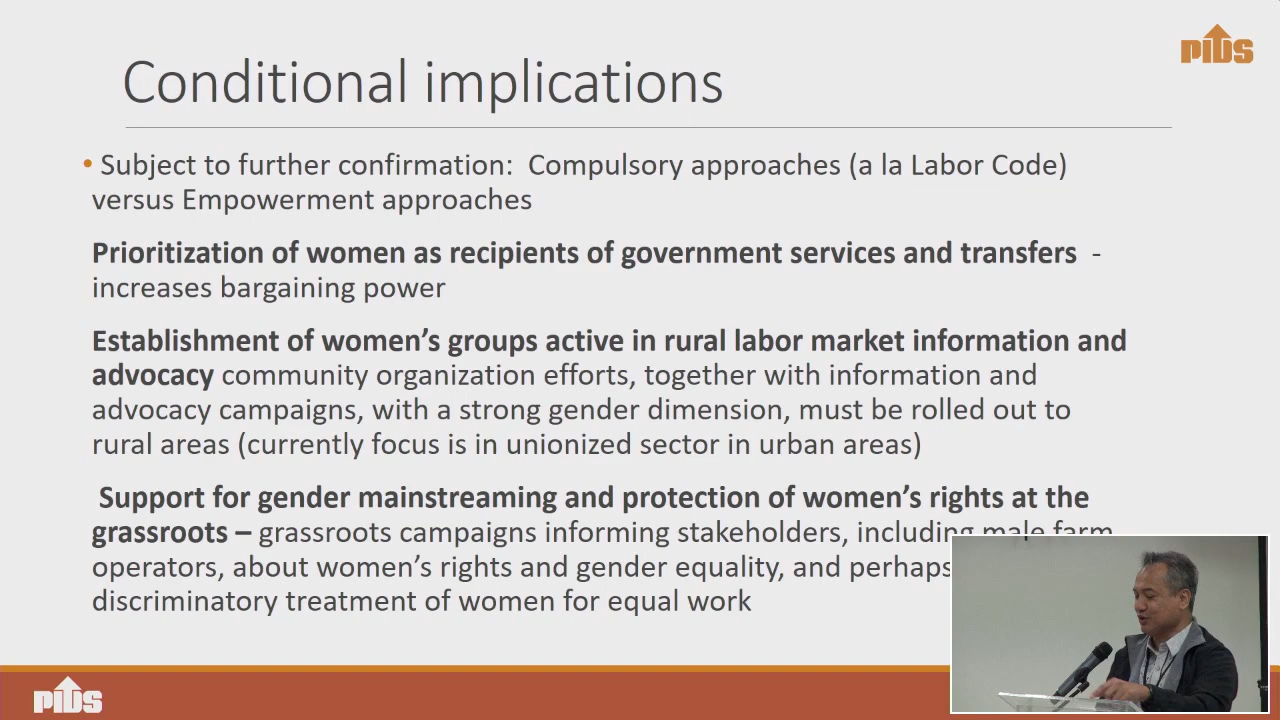 PIDS
Conditional implications
• Subject to further confirmation: Compulsory approaches (a la Labor Code)
versus Empowerment approaches
Prioritization of women as recipients of government services and transfers -
increases bargaining power
Establishment of women’s groups active in rural labor market information and
advocacy community organization efforts, together with information and
advocacy campaigns, with a strong gender dimension, must be rolled out to
rural areas (currently focus is in unionized sector in urban areas)
Support for gender mainstreaming and protection of women’s rights at the
grassroots – grassroots campaigns informing stakeholders, including male farm
operators, about women’s rights and gender equality, and perhaps
discriminatory treatment of women for equal work
PIDS